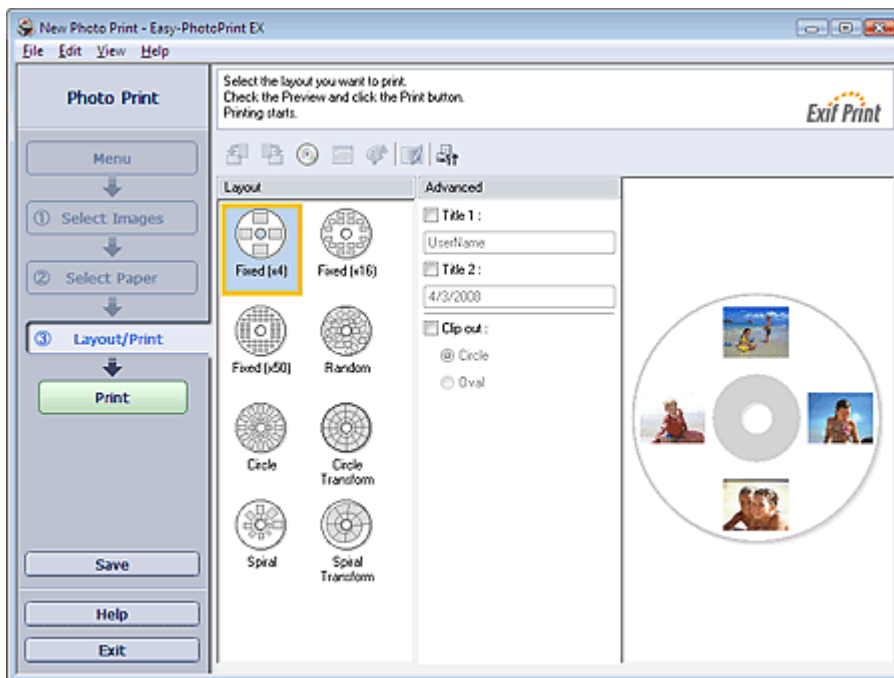 New Photo Print - Easy-PhotoPrint EX
File Edit View Help
Photo Print
Menu
① Select Images
② Select Paper
③ Layout/Print
Print
Save
Help
Exit
Select the layout you want to print.
Check the Preview and click the Print button.
Printing starts.
Exif Print
Layout
Fixed (x4)
Fixed (x16)
Fixed (x50)
Random
Circle
Circle
Transform
Spiral
Spiral
Transform
Advanced
Title 1 :
UserName
Title 2 :
4/3/2008
Clip out :
Circle
Oval